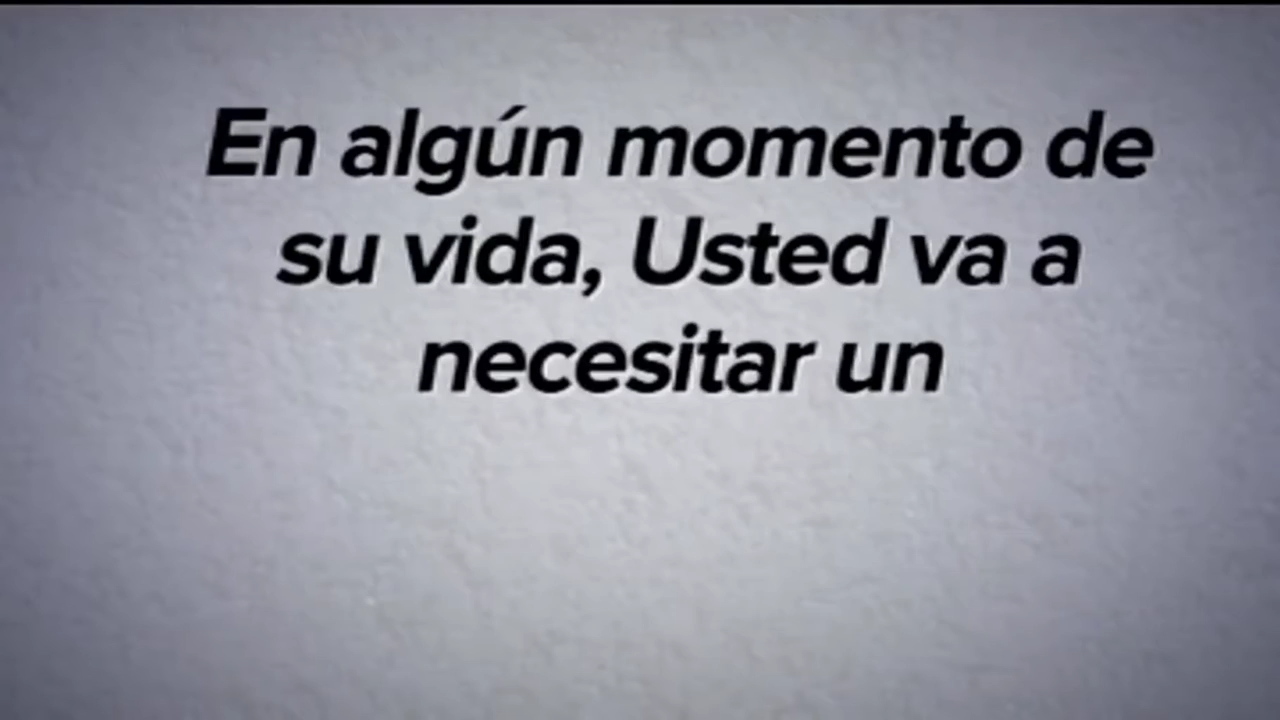 En algún momento de
su vida, Usted va a
necesitar un